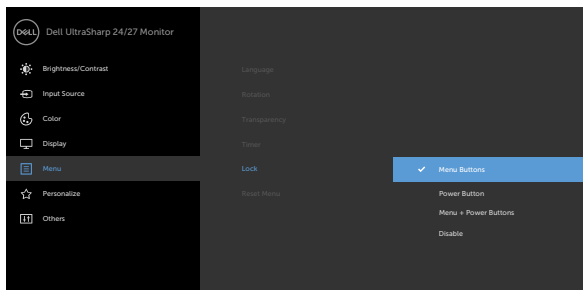 DELL
Dell UltraSharp 24/27 Monitor
Brightness/Contrast
Input Source
Color
Display
Menu
Personalize
Others
Language
Rotation
Transparency
Timer
Lock
Reset Menu
Menu Buttons
Power Button
Menu + Power Buttons
Disable